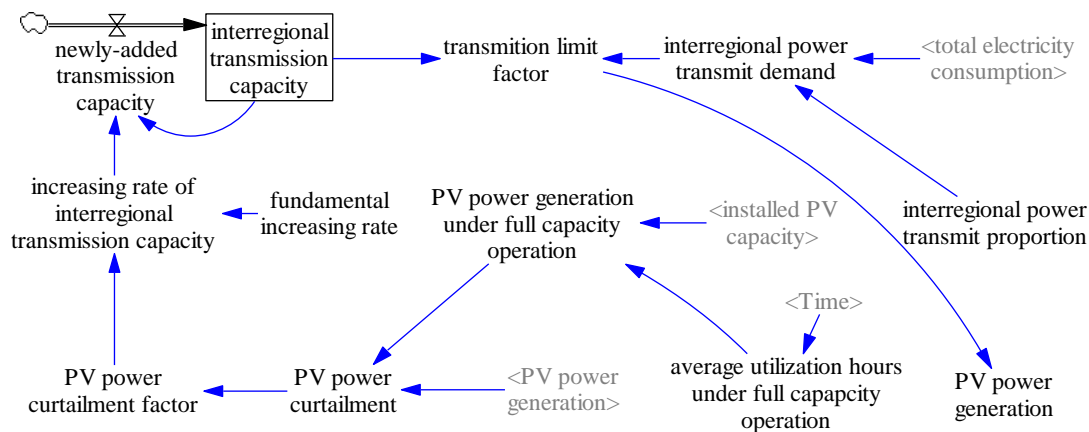 newly-added
transmission
capacity
interregional
transmission
capacity
transmition limit
factor
interregional power
transmit demand
<total electricity
consumption>
increasing rate of
interregional
transmission capacity
fundamental
increasing rate
PV power generation
under full capacity
operation
<installed PV
capacity>
interregional power
transmit proportion
<Time>
PV power
curtailment factor
PV power
curtailment
<PV power
generation>
average utilization hours
under full capapcity
operation
PV power
generation